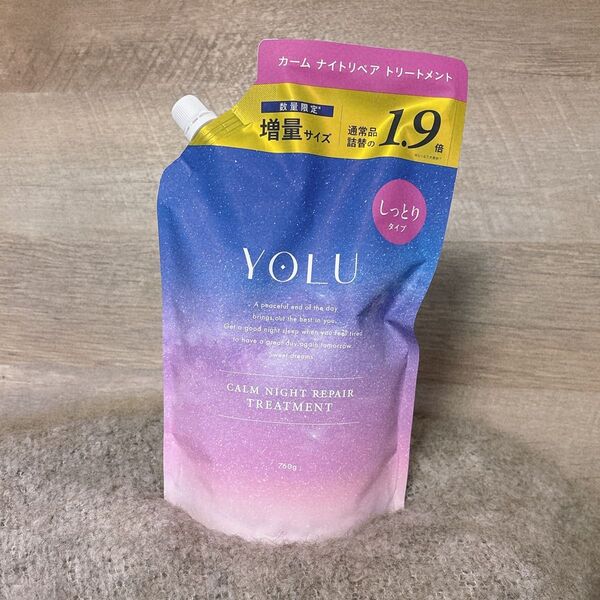 カーム ナイトリペア トリートメント
数量限定*
増量サイズ
通常品
詰替の
1.9倍
しっとり
タイプ
YOLU
A peaceful end of the day
brings out the best in you.
Get a good night sleep when you feel tired
to have a great day again tomorrow.
Sweet dreams.
CALM NIGHT REPAIR
TREATMENT
760g